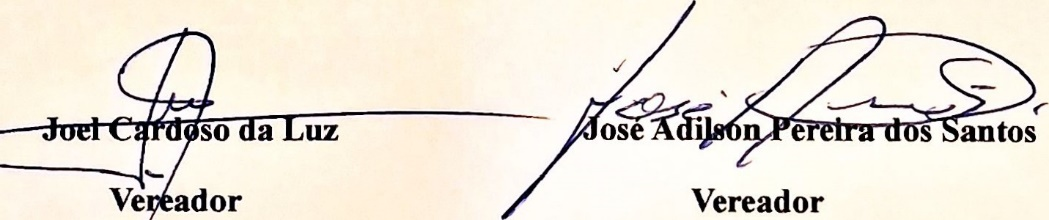 Joel Cardoso da Luz
Vereador
José Adilson Pereira dos Santos
Vereador